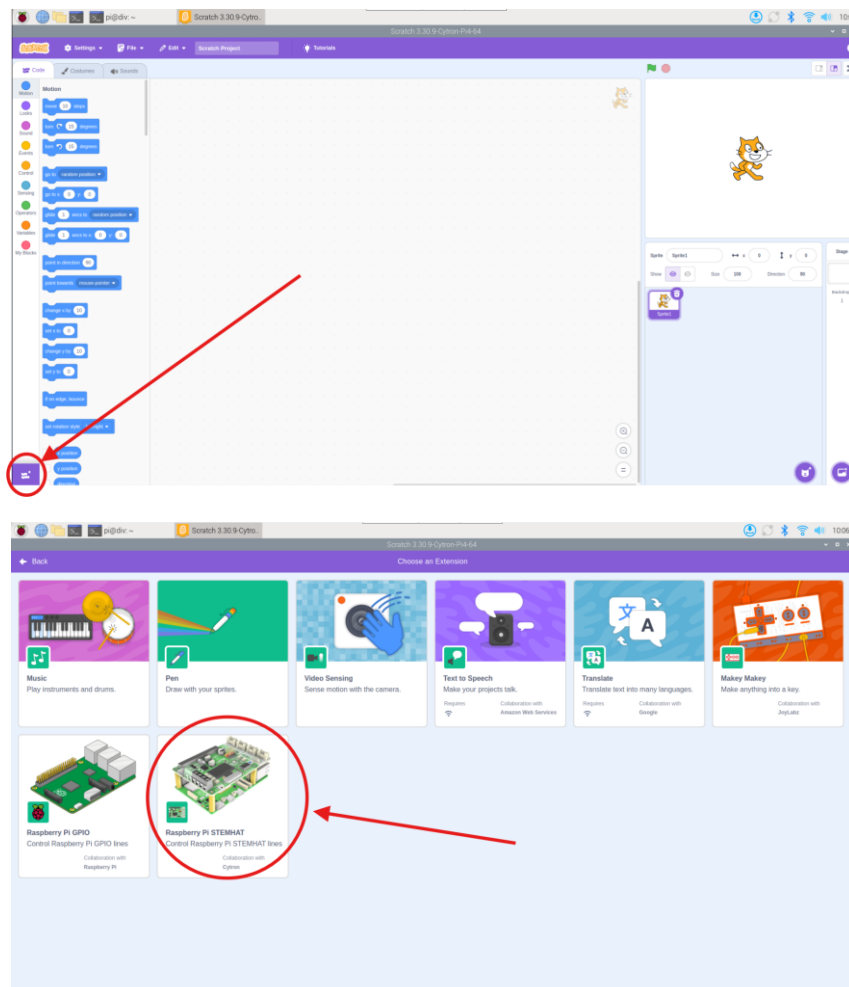 pi@div: ~
Scratch 3.30.9-Cytro..
Scratch 3.30.9-Cytron-Pi4-64
SCRATCH
Settings
File
Edit
Scratch Project
Tutorials
Code
Costumes
Sounds
Motion
Looks
Sound
Events
Control
Sensing
Operators
Variables
My Blocks
Motion
move 10 steps
turn 15 degrees
turn 15 degrees
go to random position
go to x: 0 y: 0
glide 1 secs to random position
glide 1 secs to x: 0 y: 0
point in direction 90
point towards mouse-pointer
change x by 10
set x to 0
change y by 10
set y to 0
if on edge, bounce
set rotation style
y position
Sprite Sprite1 x 0 y 0
Show Size 100 Direction 90
Sprite1
Stage
1
pi@div: ~
Scratch 3.30.9-Cytro..
10:06
Scratch 3.30.9-Cytron-Pi4-64
Back
Choose an Extension
Music
Play instruments and drums.
Pen
Draw with your sprites.
Video Sensing
Sense motion with the camera.
Text to Speech
Make your projects talk.
Requires
Collaboration with
Amazon Web Services
Translate
Translate text into many languages.
Requires
Collaboration with
Google
Makey Makey
Make anything into a key.
Collaboration with
JoyLabz
Raspberry Pi GPIO
Control Raspberry Pi GPIO lines
Collaboration with
Raspberry Pi
Raspberry Pi STEMHAT
Control Raspberry Pi STEMHAT lines
Collaboration with
Cytron